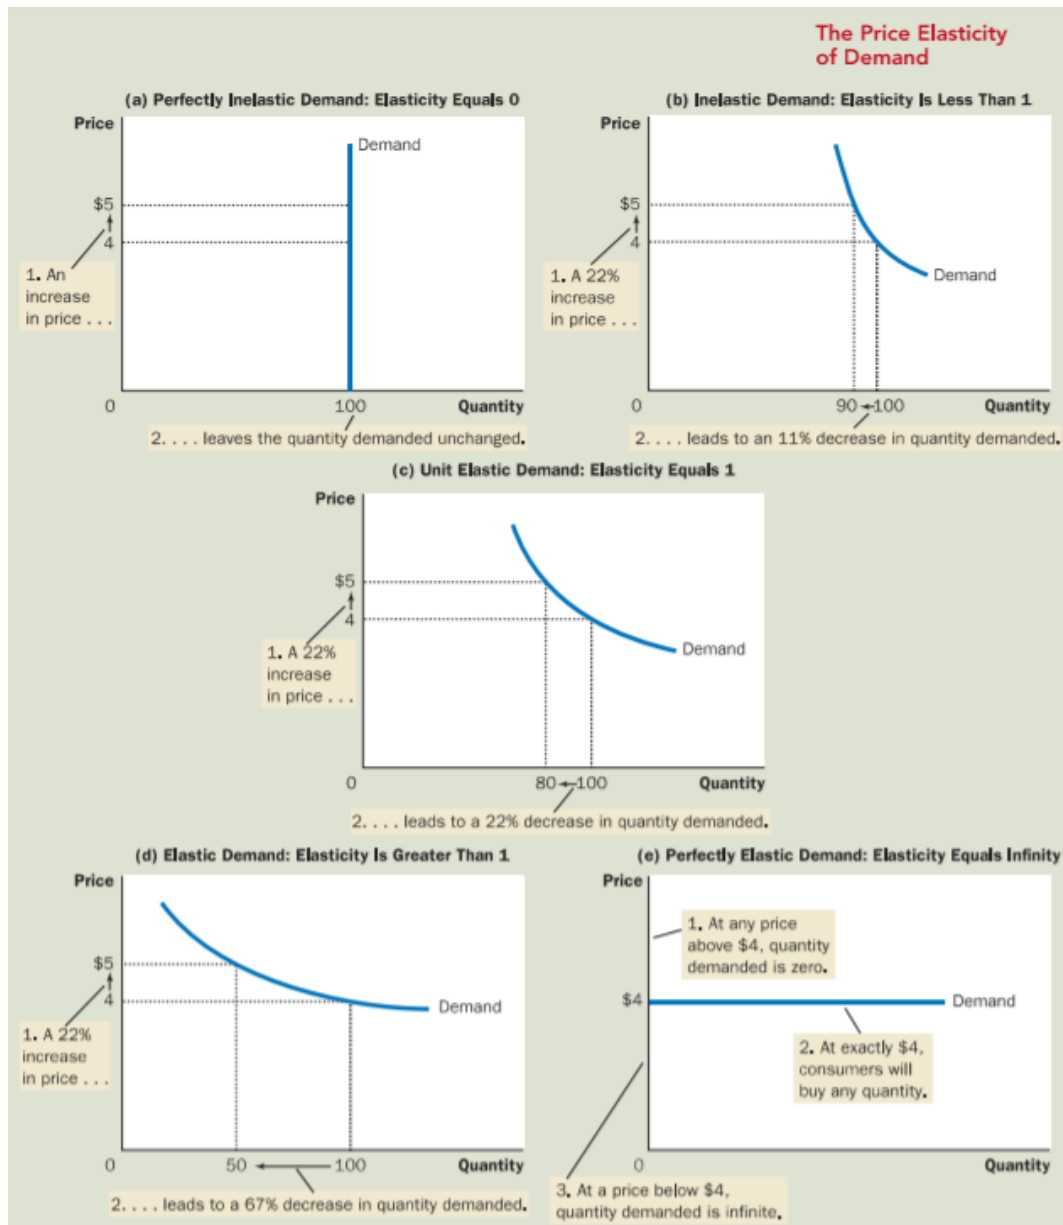 The Price Elasticity
of Demand
(a) Perfectly Inelastic Demand: Elasticity Equals 0
Price
Demand
$5
4
1. An
increase
in price . . .
0
100
Quantity
2. . . . leaves the quantity demanded unchanged.
(b) Inelastic Demand: Elasticity Is Less Than 1
Price
$5
4
1. A 22%
increase
in price . . .
Demand
0
90
100
Quantity
2. . . . leads to an 11% decrease in quantity demanded.
(c) Unit Elastic Demand: Elasticity Equals 1
Price
$5
4
1. A 22%
increase
in price . . .
Demand
0
80
100
Quantity
2. . . . leads to a 22% decrease in quantity demanded.
(d) Elastic Demand: Elasticity Is Greater Than 1
Price
$5
4
Demand
1. A 22%
increase
in price . . .
0
50
100
Quantity
2. . . . leads to a 67% decrease in quantity demanded.
(e) Perfectly Elastic Demand: Elasticity Equals Infinity
Price
1. At any price
above $4, quantity
demanded is zero.
$4
Demand
2. At exactly $4,
consumers will
buy any quantity.
0
Quantity
3. At a price below $4,
quantity demanded is infinite.